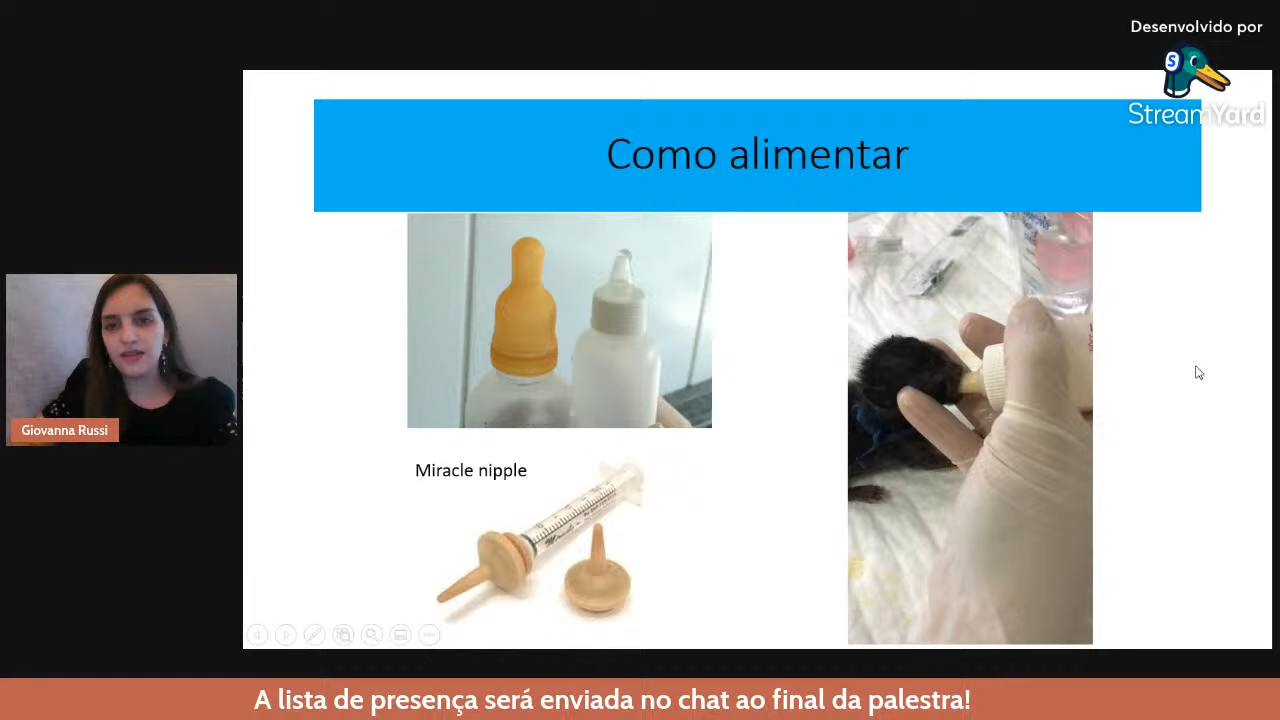 Desenvolvido por
S
StreamYard
Como alimentar
Giovanna Russi
Miracle nipple
A lista de presença será enviada no chat ao final da palestra!